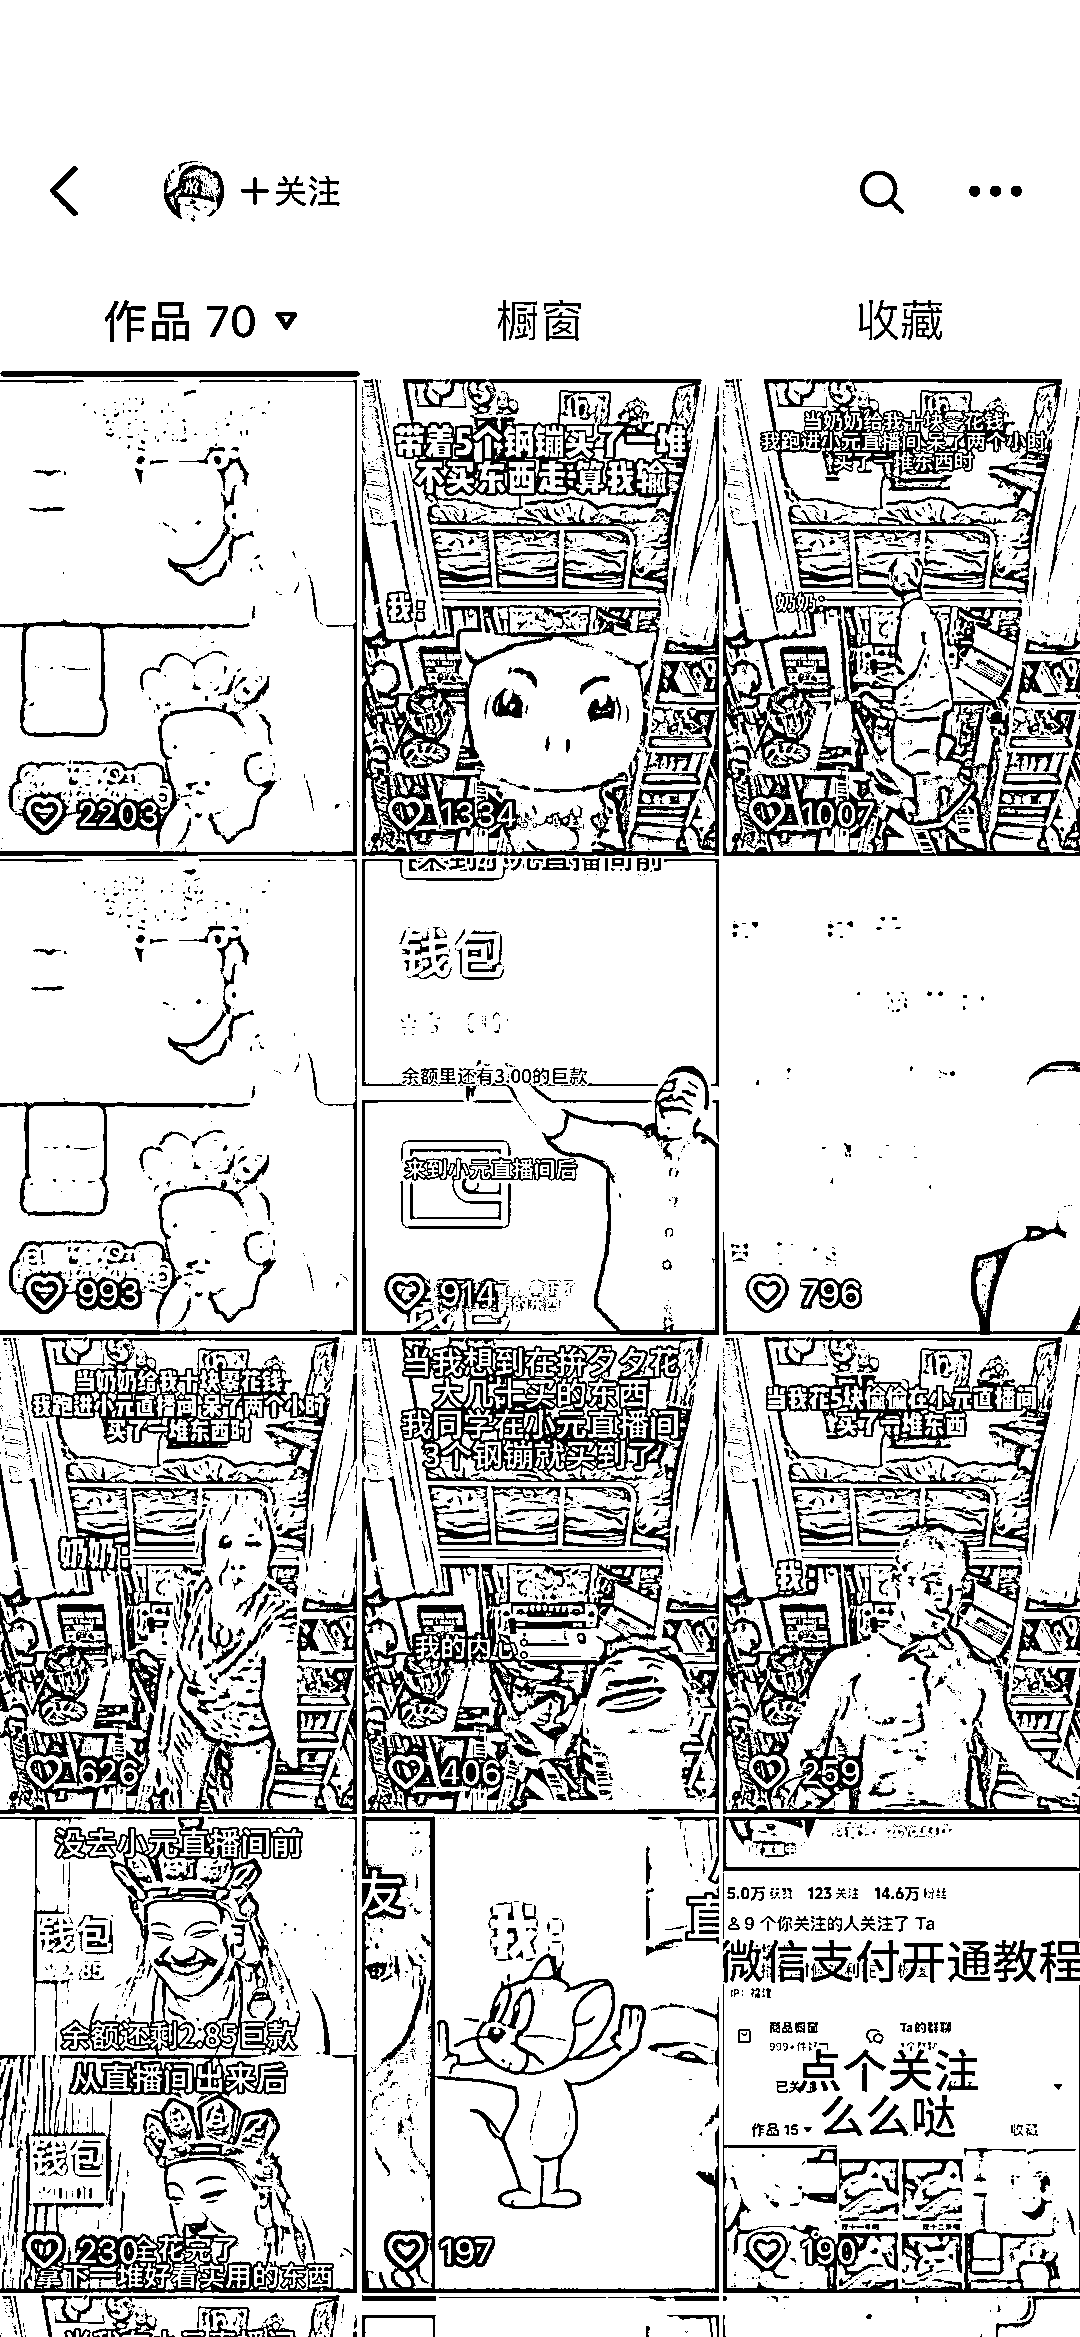 +关注
作品 70
橱窗
收藏
带着5个钢镚买了一堆
不买东西走 算我输
我:
1334
当奶奶给我十块零花钱
我跑进小元直播间 呆了两个小时
买了一堆东西时
奶奶:
1007
2203
钱包
余额里还有3.00的巨款
来到小元直播间后
993
914
796
当奶奶给我十块零花钱
我跑进小元直播间 呆了两个小时
买了一堆东西时
奶奶:
626
当我想到在拚夕夕花
大几十买的东西
我同学在小元直播间
3个钢镚就买到了
我的内心:
406
当我花5块偷偷在小元直播间
买了一堆东西
我:
259
没去小元直播间前
钱包
余额还剩2.85巨款
从直播间出来后
钱包
全花完了
拿下一堆好看实用的东西
230
友
我:
直
197
5.0万 获赞 123 关注 14.6万 粉丝
9 个你关注的人关注了 Ta
微信支付开通教程
商品橱窗
Ta的群聊
点个关注
么么哒
作品 15
收藏
190